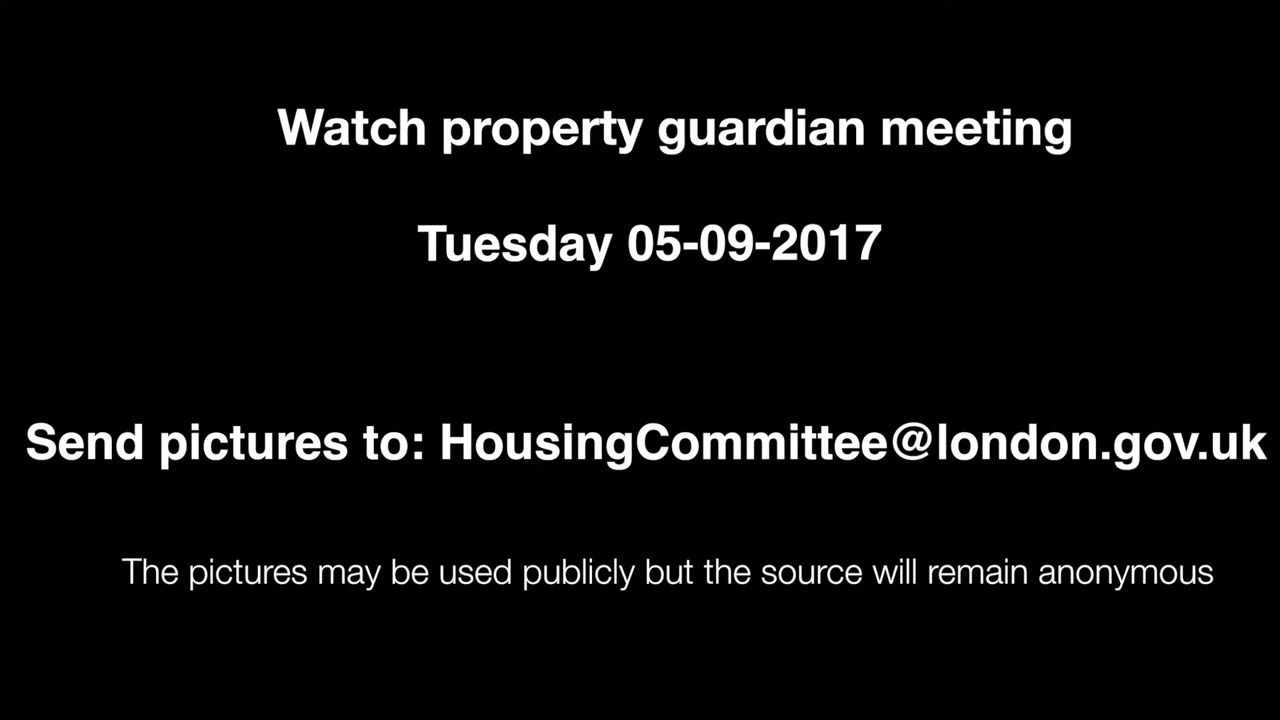 Watch property guardian meeting
Tuesday 05-09-2017
Send pictures to: HousingCommittee@london.gov.uk
The pictures may be used publicly but the source will remain anonymous